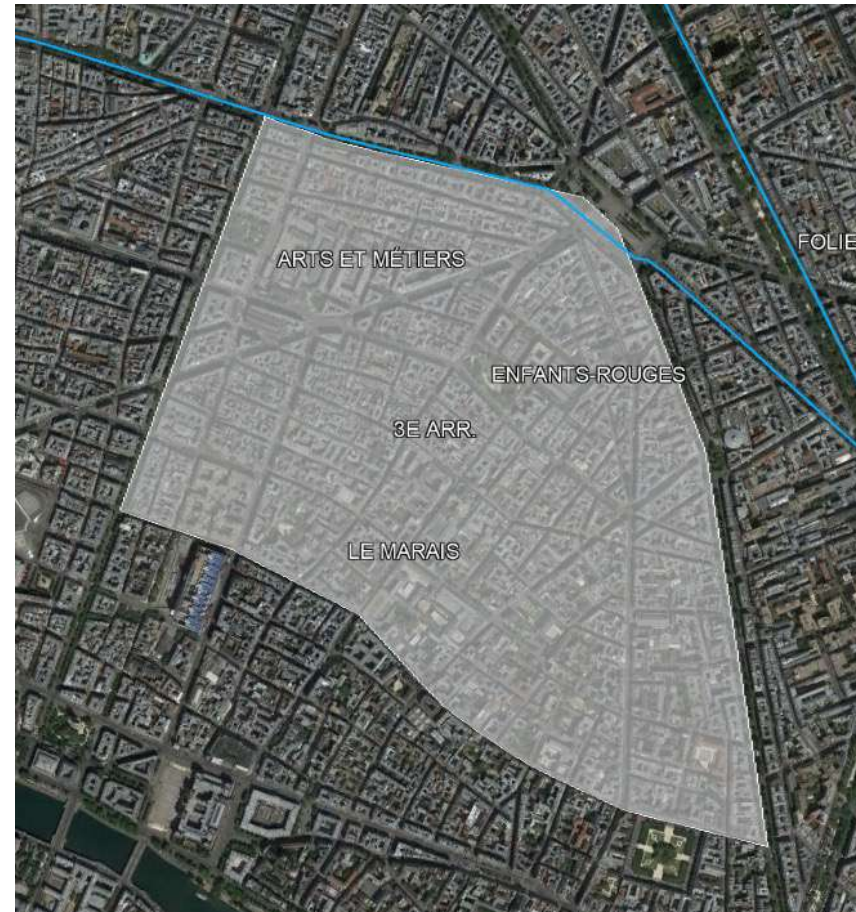 FOLIE
ARTS ET MÉTIERS
ENFANTS-ROUGES
3E ARR.
LE MARAIS